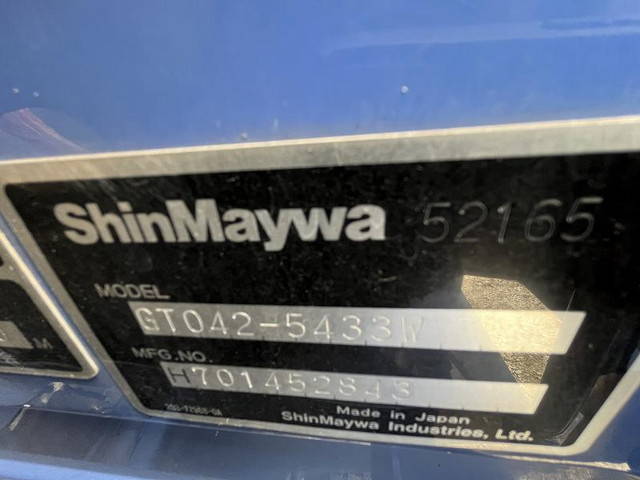 ShinMaywa 52165
MODEL
GT042-5433W
MFG.NO.
H701452843
M
Made in Japan
ShinMaywa Industries, Ltd.